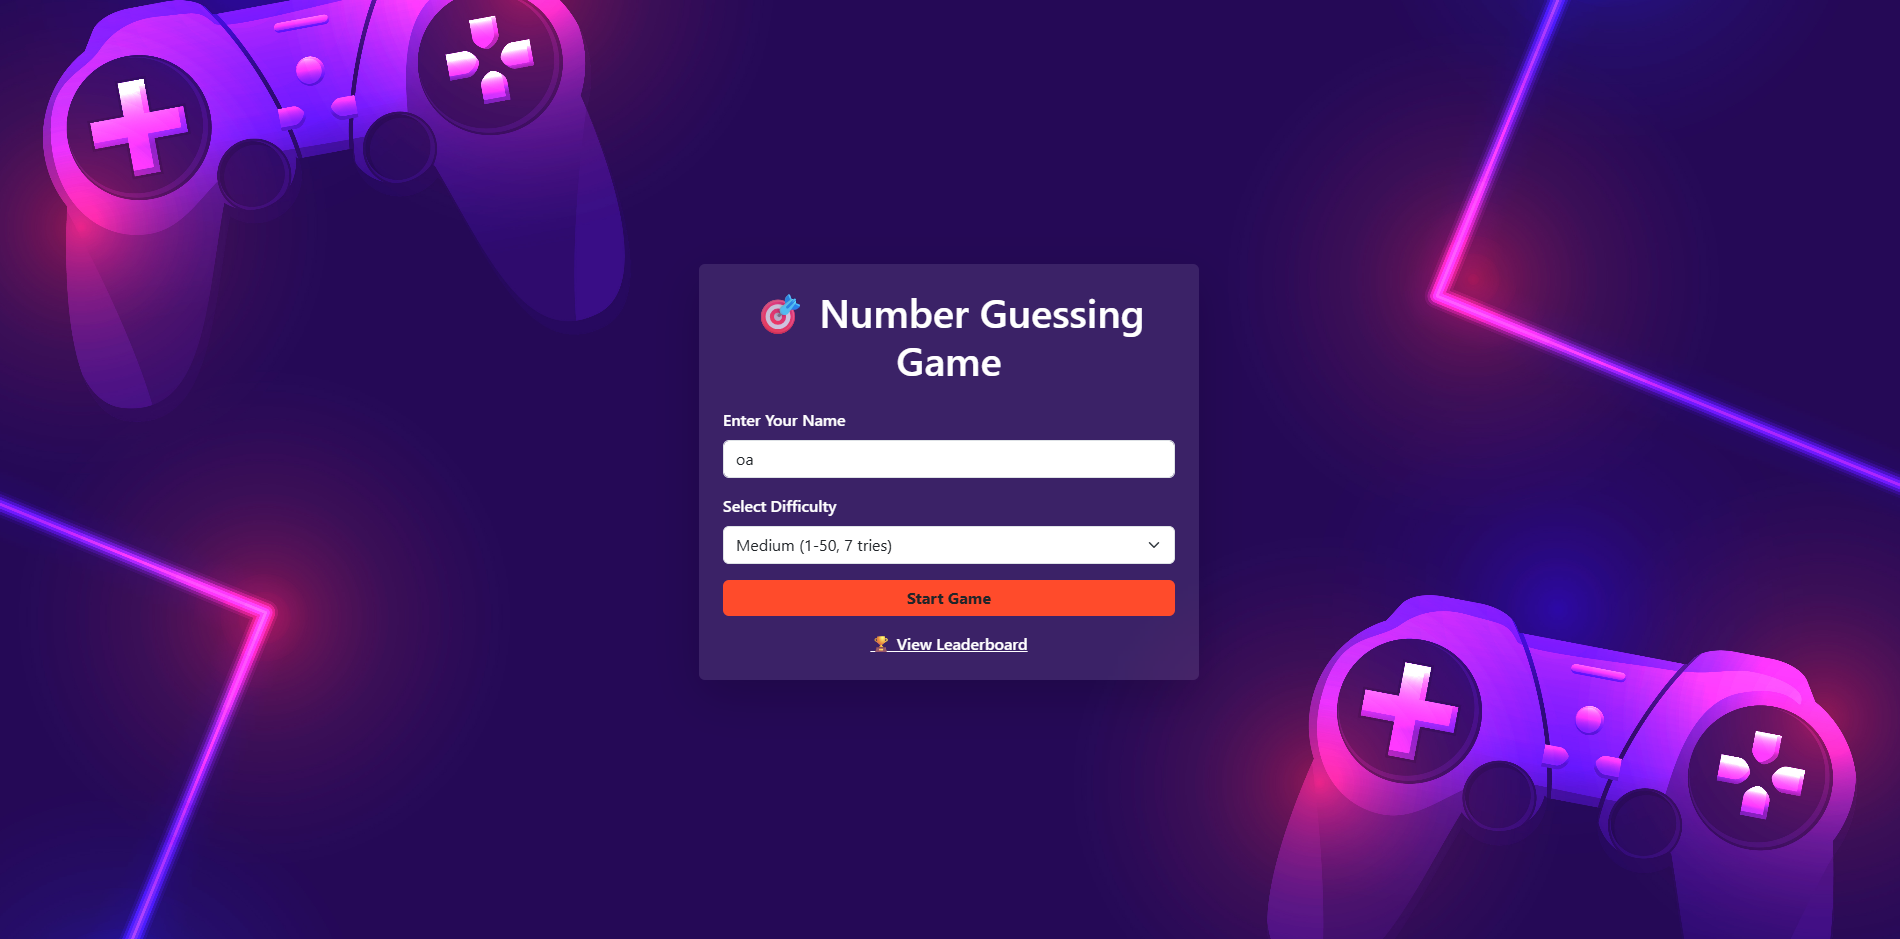 Number Guessing
Game
Enter Your Name
oa
Select Difficulty
Medium (1-50, 7 tries)
Start Game
View Leaderboard